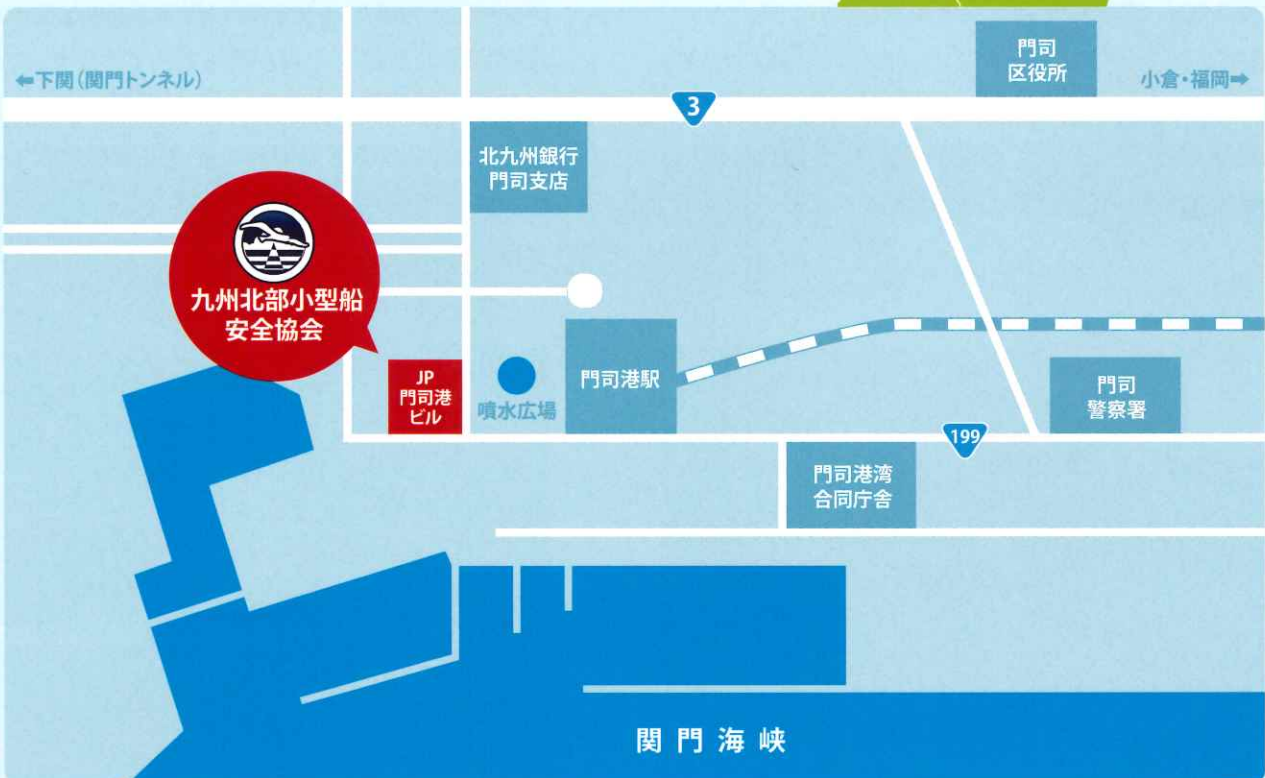 ←下関(関門トンネル)
門司
区役所
小倉・福岡→
3
北九州銀行
門司支店
九州北部小型船
安全協会
JP
門司港
ビル
噴水広場
門司港駅
門司
警察署
199
門司港湾
合同庁舎
関門海峡